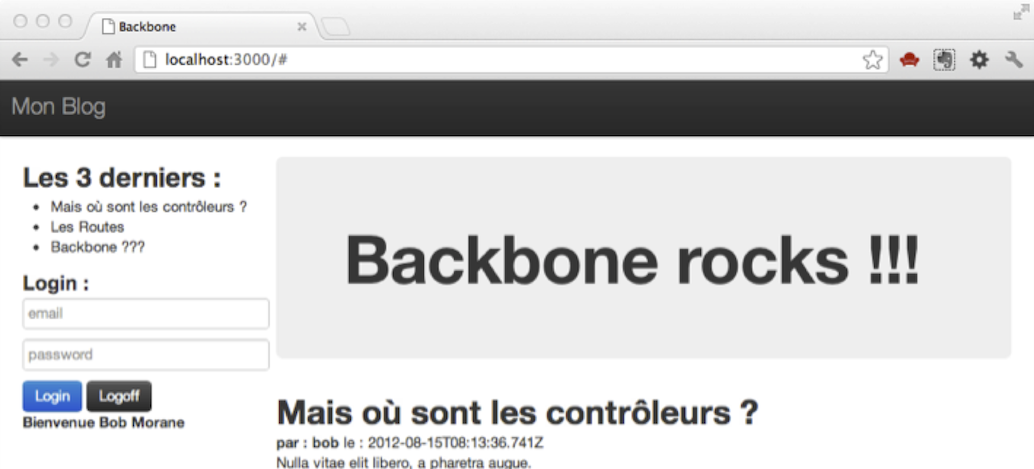 Backbone
localhost:3000/#
Mon Blog
Les 3 derniers :
Mais où sont les contrôleurs ?
Les Routes
Backbone ???
Login :
email
password
Login Logoff
Bienvenue Bob Morane
Backbone rocks !!!
Mais où sont les contrôleurs ?
par : bob le : 2012-08-15T08:13:36.741Z
Nulla vitae elit libero, a pharetra augue.